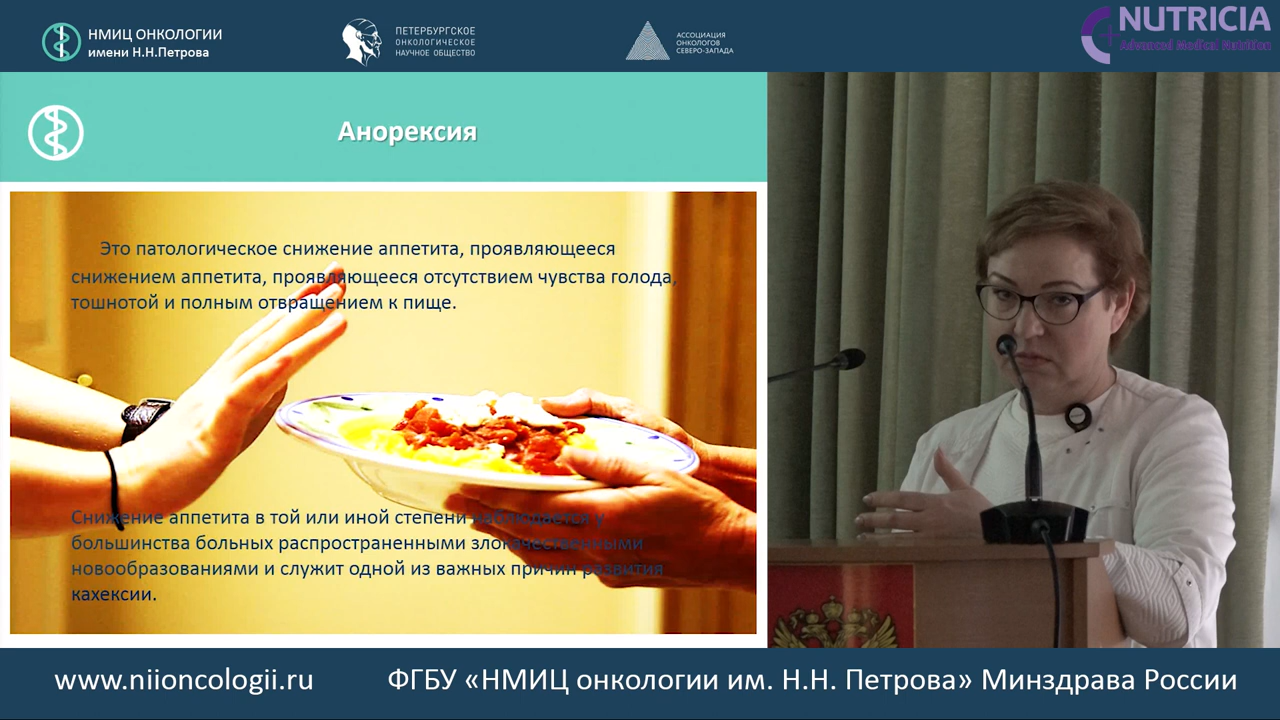 НМИЦ ОНКОЛОГИИ
имени Н.Н.Петрова
ПЕТЕРБУРГСКОЕ
ОНКОЛОГИЧЕСКОЕ
НАУЧНОЕ ОБЩЕСТВО
АССОЦИАЦИЯ
ОНКОЛОГОВ
СЕВЕРО-ЗАПАДА
NUTRICIA
Advanced Medical Nutrition
Анорексия
Это патологическое снижение аппетита, проявляющееся
снижением аппетита, проявляющееся отсутствием чувства голода,
тошнотой и полным отвращением к пище.
Снижение аппетита в той или иной степени наблюдается у
большинства больных распространенными злокачественными
новообразованиями и служит одной из важных причин развития
кахексии.
www.niioncologii.ru
ФГБУ «НМИЦ онкологии им. Н.Н. Петрова» Минздрава России